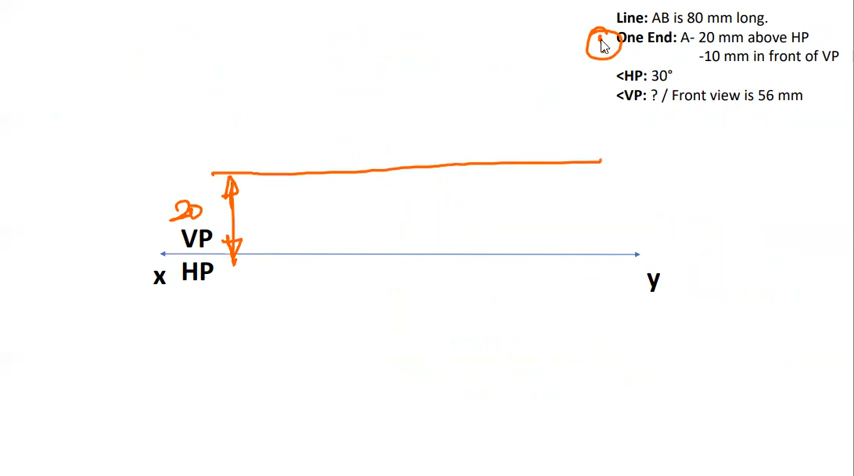 Line: AB is 80 mm long.
One End: A- 20 mm above HP
-10 mm in front of VP
<HP: 30°
<VP: ? / Front view is 56 mm
20
VP
x HP y